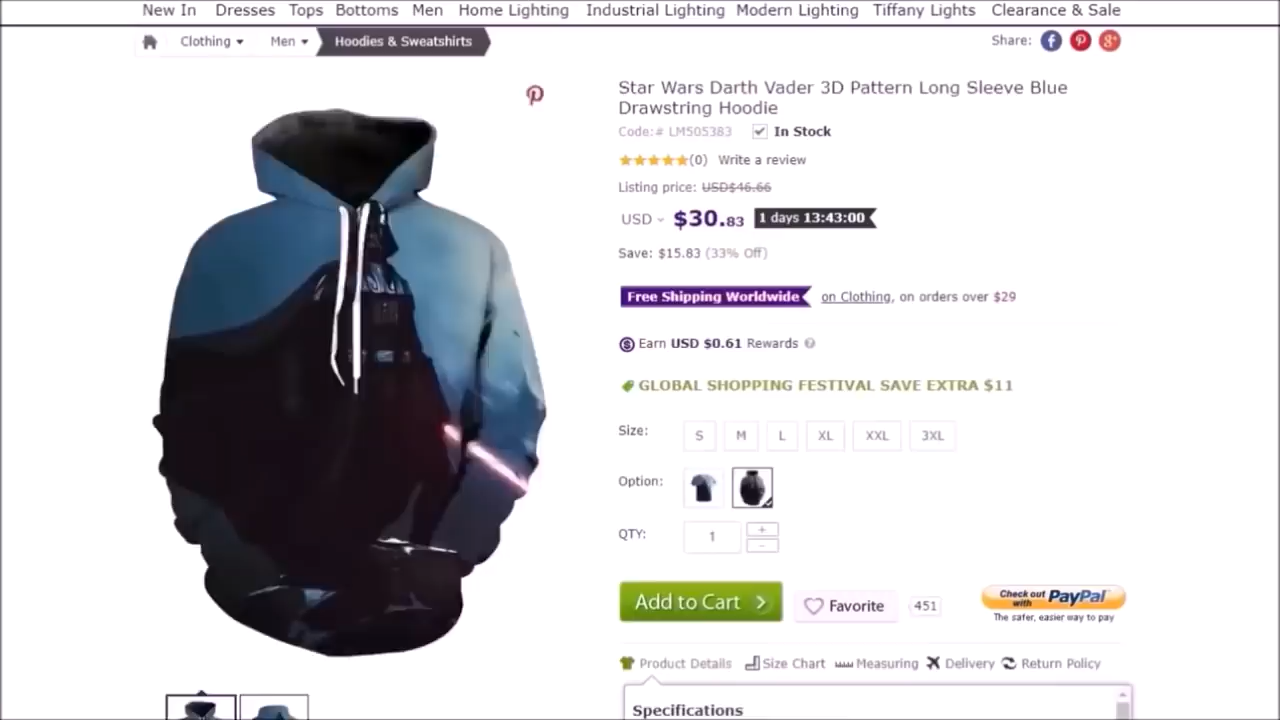 New In Dresses Tops Bottoms Men Home Lighting Industrial Lighting Modern Lighting Tiffany Lights Clearance & Sale
Clothing Men Hoodies & Sweatshirts
Share:
Star Wars Darth Vader 3D Pattern Long Sleeve Blue
Drawstring Hoodie
Code:# LM505383 In Stock
(0) Write a review
Listing price: USD$46.66
USD $30.83 1 days 13:43:00
Save: $15.83 (33% Off)
Free Shipping Worldwide on Clothing, on orders over $29
Earn USD $0.61 Rewards
GLOBAL SHOPPING FESTIVAL SAVE EXTRA $11
Size: S M L XL XXL 3XL
Option:
QTY: 1 + -
Add to Cart Favorite 451
Check out with PayPal
The safer, easier way to pay
Product Details Size Chart Measuring Delivery Return Policy
Specifications